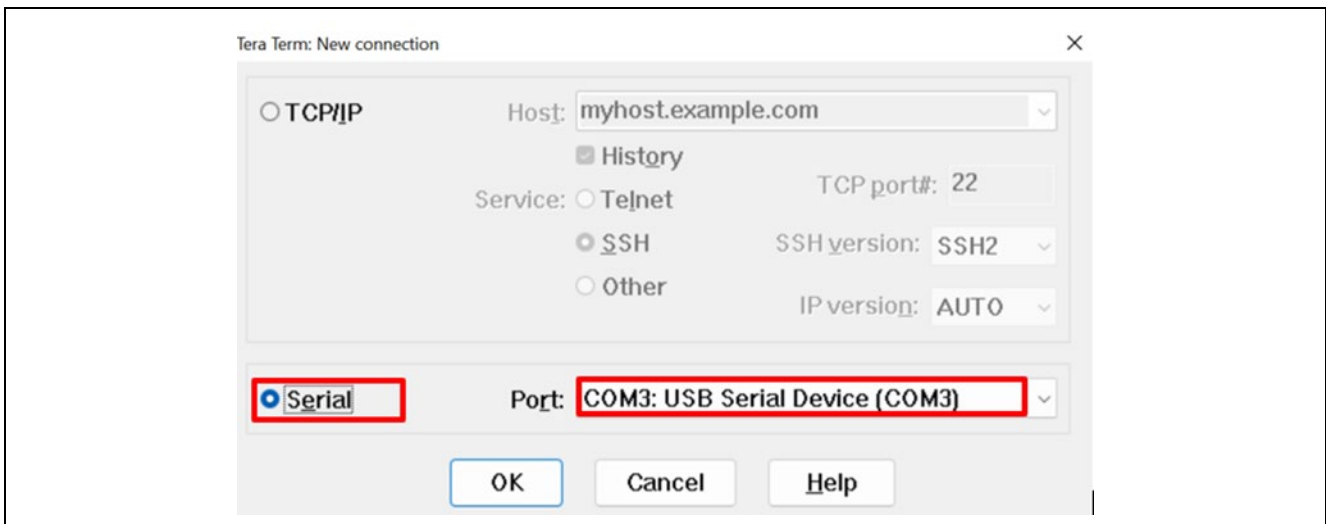 Tera Term: New connection
TCP/IP Host: myhost.example.com
History
Service: Telnet TCP port#: 22
SSH SSH version: SSH2
Other IP version: AUTO
Serial Port: COM3: USB Serial Device (COM3)
OK Cancel Help